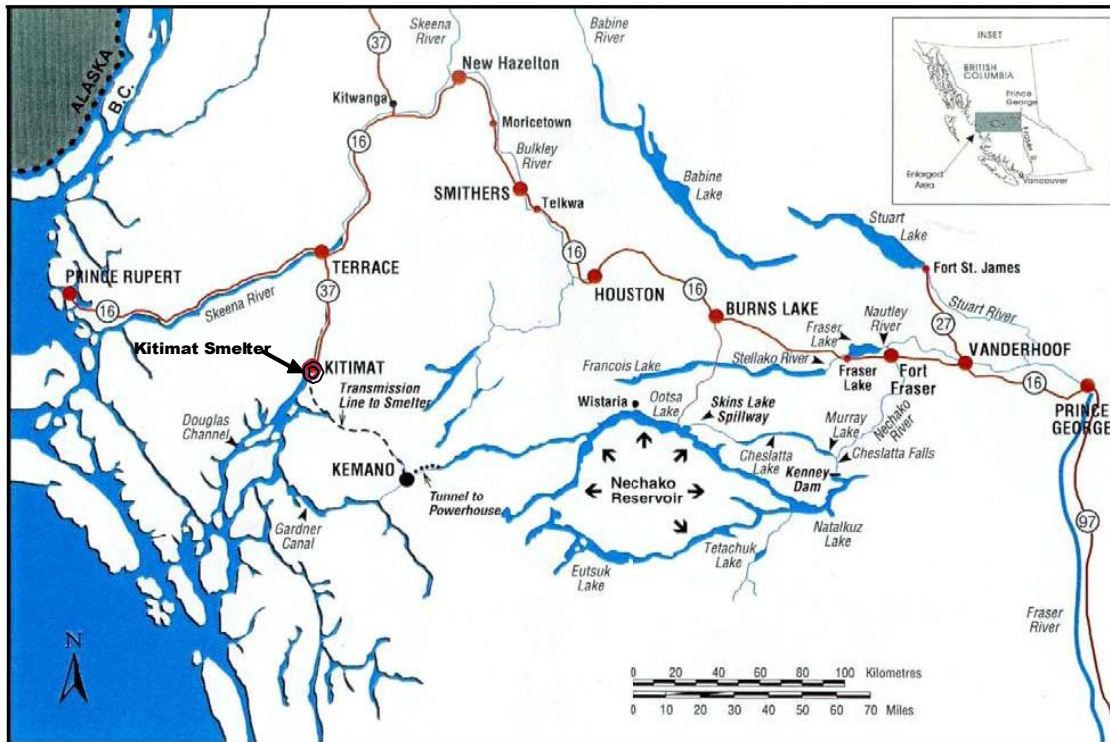 ALASKA
B.C.
Skeena
River
37
Babine
River
New Hazelton
Kitwanga
Moricetown
16
Bulkley
River
SMITHERS
Telkwa
Babine
Lake
INSET
BRITISH
COLUMBIA
Prince
George
Fraser R.
Enlarged
Area
Vancouver
Stuart
Lake
Fort St. James
PRINCE RUPERT
16
Skeena River
TERRACE
37
16
HOUSTON
16
BURNS LAKE
Nautley
River
Stuart River
27
Fraser
Lake
VANDERHOOF
Stellako River
Fraser
Lake
Fort
Fraser
16
PRINCE
GEORGE
Kitimat Smelter
KITIMAT
Transmission
Line to Smelter
Francois Lake
Wistaria
Ootsa
Lake
Skins Lake
Spillway
Murray
Lake
Nechako
River
Cheslatta
Lake
Cheslatta Falls
Kenney
Dam
Douglas
Channel
KEMANO
Tunnel to
Powerhouse
Nechako
Reservoir
Natalkuz
Lake
Gardner
Canal
Eutsuk
Lake
Tetachuk
Lake
97
Fraser
River
N
0 20 40 60 80 100 Kilometres
0 10 20 30 40 50 60 70 Miles